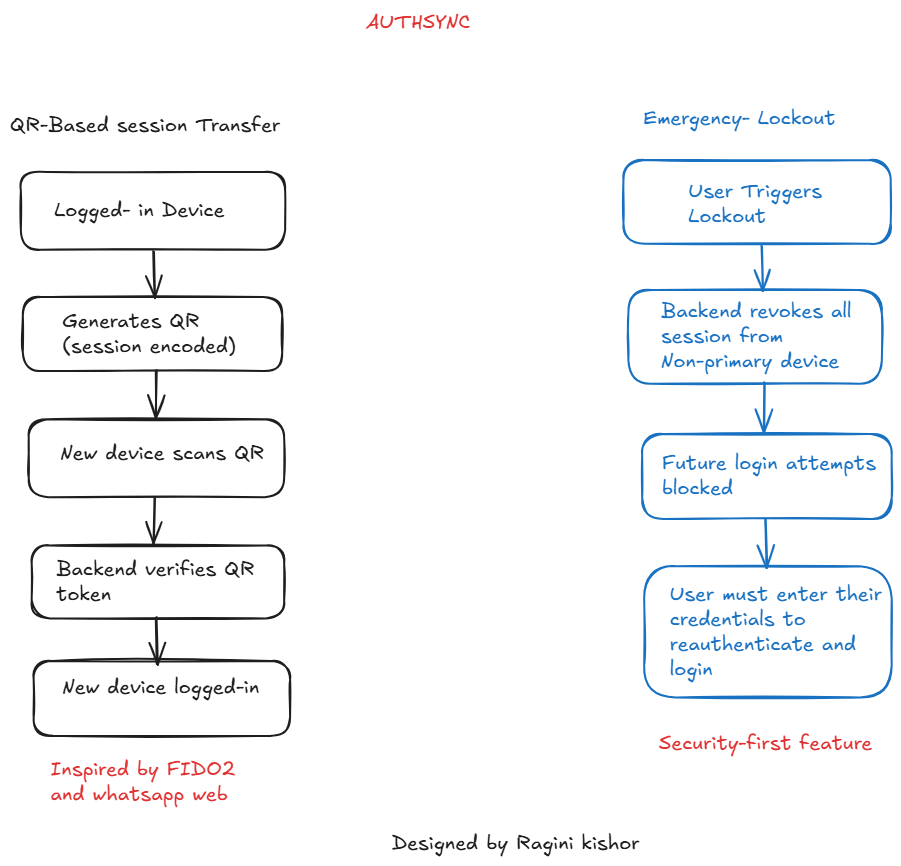 AUTHSYNC
QR-Based session Transfer
Logged- in Device
Generates QR
(session encoded)
New device scans QR
Backend verifies QR
token
New device logged-in
Inspired by FIDO2
and whatsapp web
Emergency- Lockout
User Triggers
Lockout
Backend revokes all
session from
Non-primary device
Future login attempts
blocked
User must enter their
credentials to
reauthenticate and
login
Security-first feature
Designed by Ragini kishor